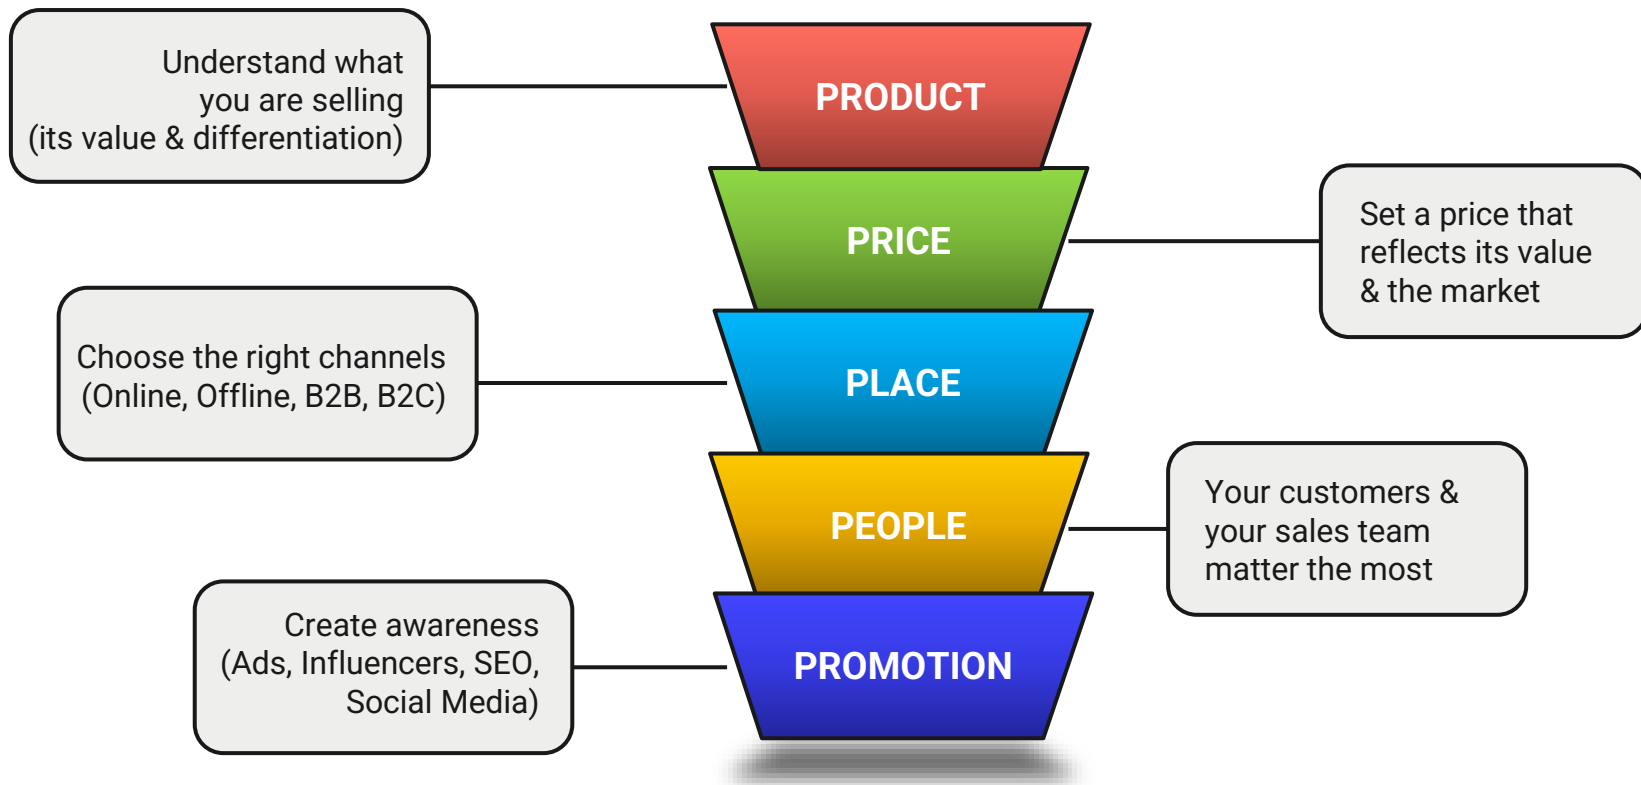 Understand what
you are selling
(its value & differentiation)
PRODUCT
PRICE
Set a price that
reflects its value
& the market
Choose the right channels
(Online, Offline, B2B, B2C)
PLACE
PEOPLE
Your customers &
your sales team
matter the most
Create awareness
(Ads, Influencers, SEO,
Social Media)
PROMOTION